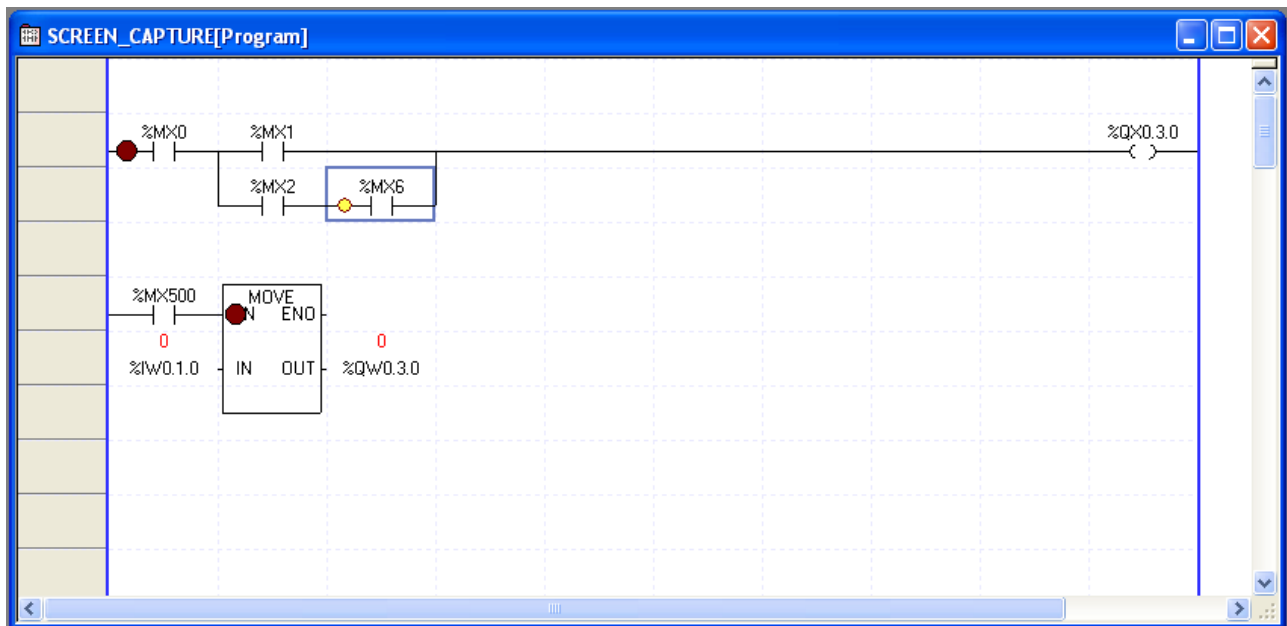 SCREEN_CAPTURE[Program]
%MX0 %MX1 %QX0.3.0
%MX2 %MX6
%MX500 MOVE
N ENO
0 0
%IW0.1.0 IN OUT %QW0.3.0